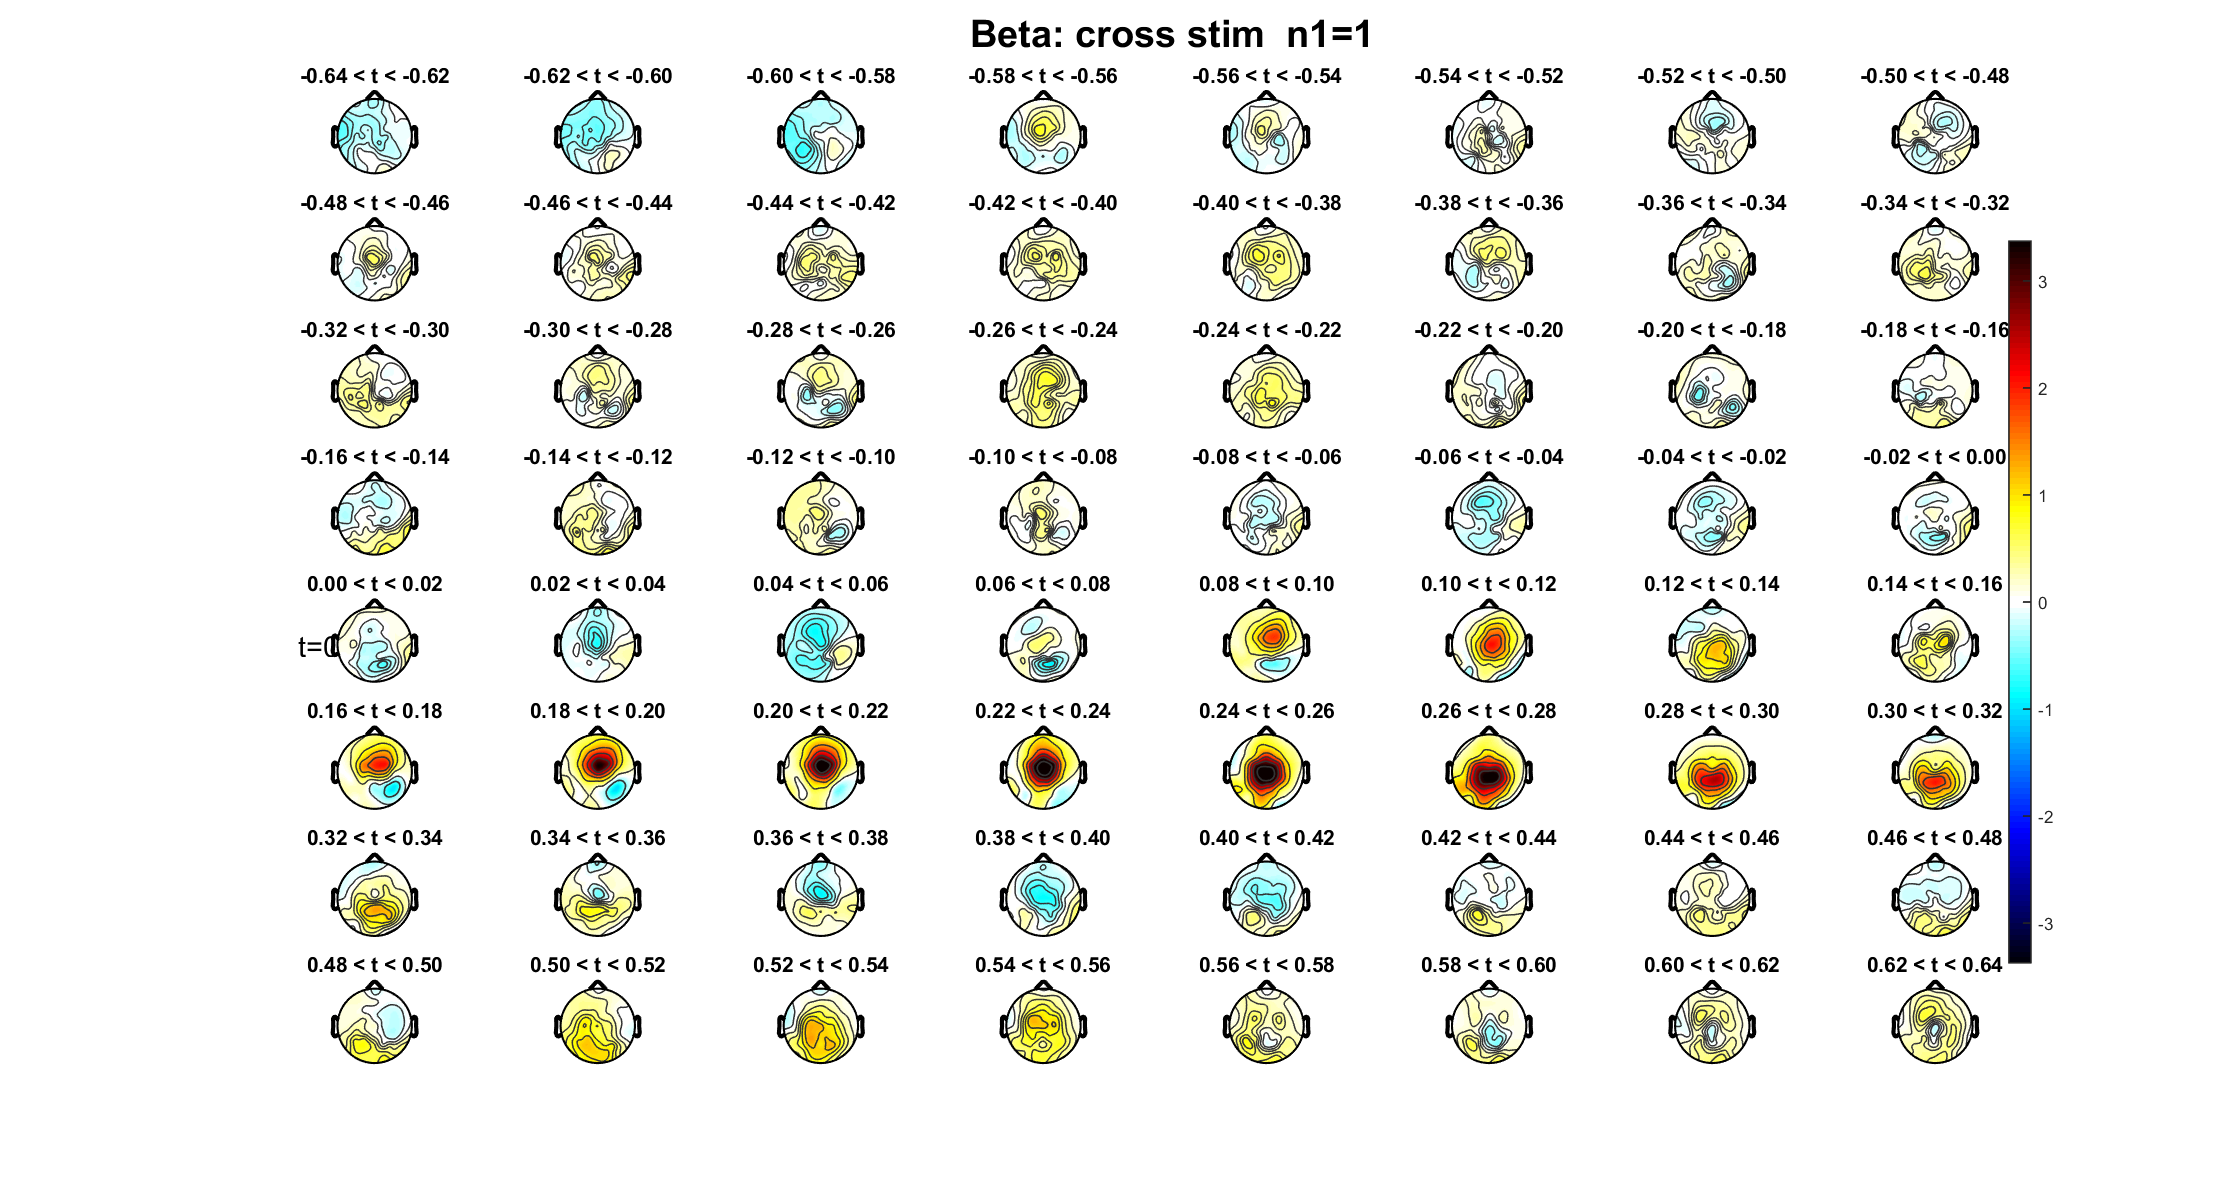 Beta: cross stim  n1=1
-0.64 < t < -0.62
-0.62 < t < -0.60
-0.60 < t < -0.58
-0.58 < t < -0.56
-0.56 < t < -0.54
-0.54 < t < -0.52
-0.52 < t < -0.50
-0.50 < t < -0.48
-0.48 < t < -0.46
-0.46 < t < -0.44
-0.44 < t < -0.42
-0.42 < t < -0.40
-0.40 < t < -0.38
-0.38 < t < -0.36
-0.36 < t < -0.34
-0.34 < t < -0.32
-0.32 < t < -0.30
-0.30 < t < -0.28
-0.28 < t < -0.26
-0.26 < t < -0.24
-0.24 < t < -0.22
-0.22 < t < -0.20
-0.20 < t < -0.18
-0.18 < t < -0.16
-0.16 < t < -0.14
-0.14 < t < -0.12
-0.12 < t < -0.10
-0.10 < t < -0.08
-0.08 < t < -0.06
-0.06 < t < -0.04
-0.04 < t < -0.02
-0.02 < t < 0.00
0.00 < t < 0.02
0.02 < t < 0.04
0.04 < t < 0.06
0.06 < t < 0.08
0.08 < t < 0.10
0.10 < t < 0.12
0.12 < t < 0.14
0.14 < t < 0.16
t=0
0.16 < t < 0.18
0.18 < t < 0.20
0.20 < t < 0.22
0.22 < t < 0.24
0.24 < t < 0.26
0.26 < t < 0.28
0.28 < t < 0.30
0.30 < t < 0.32
0.32 < t < 0.34
0.34 < t < 0.36
0.36 < t < 0.38
0.38 < t < 0.40
0.40 < t < 0.42
0.42 < t < 0.44
0.44 < t < 0.46
0.46 < t < 0.48
0.48 < t < 0.50
0.50 < t < 0.52
0.52 < t < 0.54
0.54 < t < 0.56
0.56 < t < 0.58
0.58 < t < 0.60
0.60 < t < 0.62
0.62 < t < 0.64
3
2
1
0
-1
-2
-3